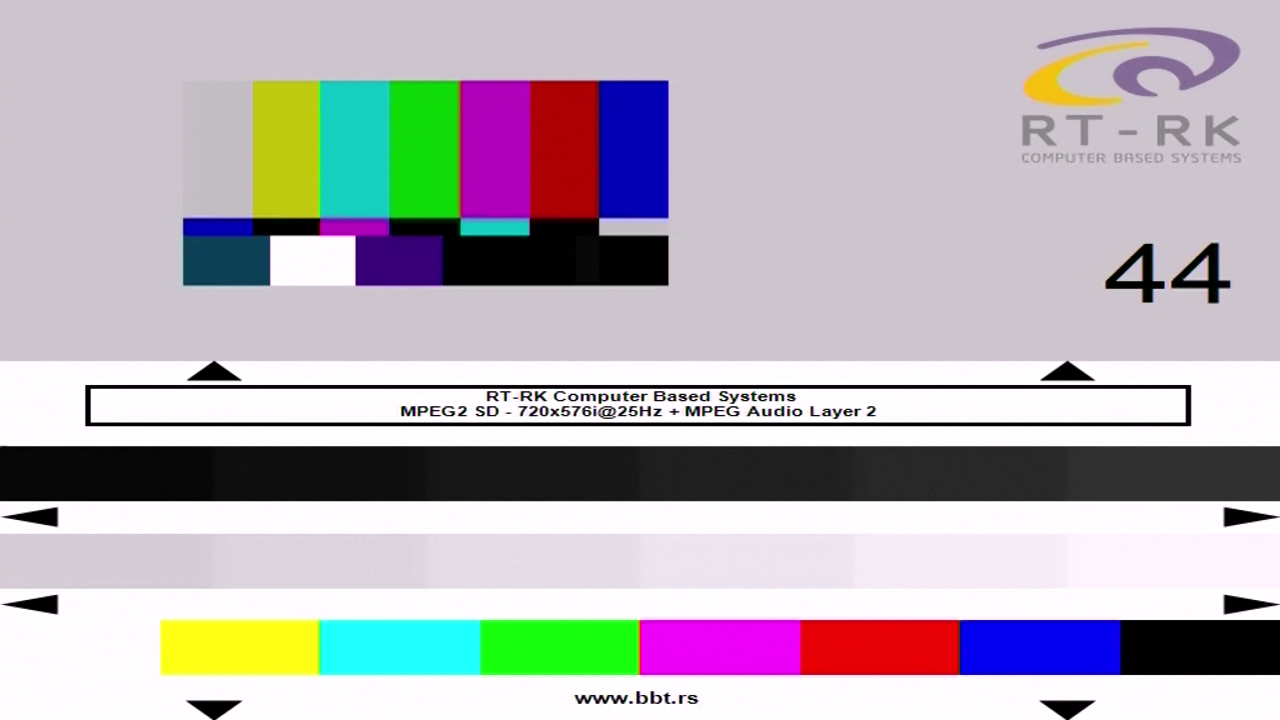 RT-RK
COMPUTER BASED SYSTEMS
44
RT-RK Computer Based Systems
MPEG2 SD - 720x576i@25Hz + MPEG Audio Layer 2
www.bbt.rs